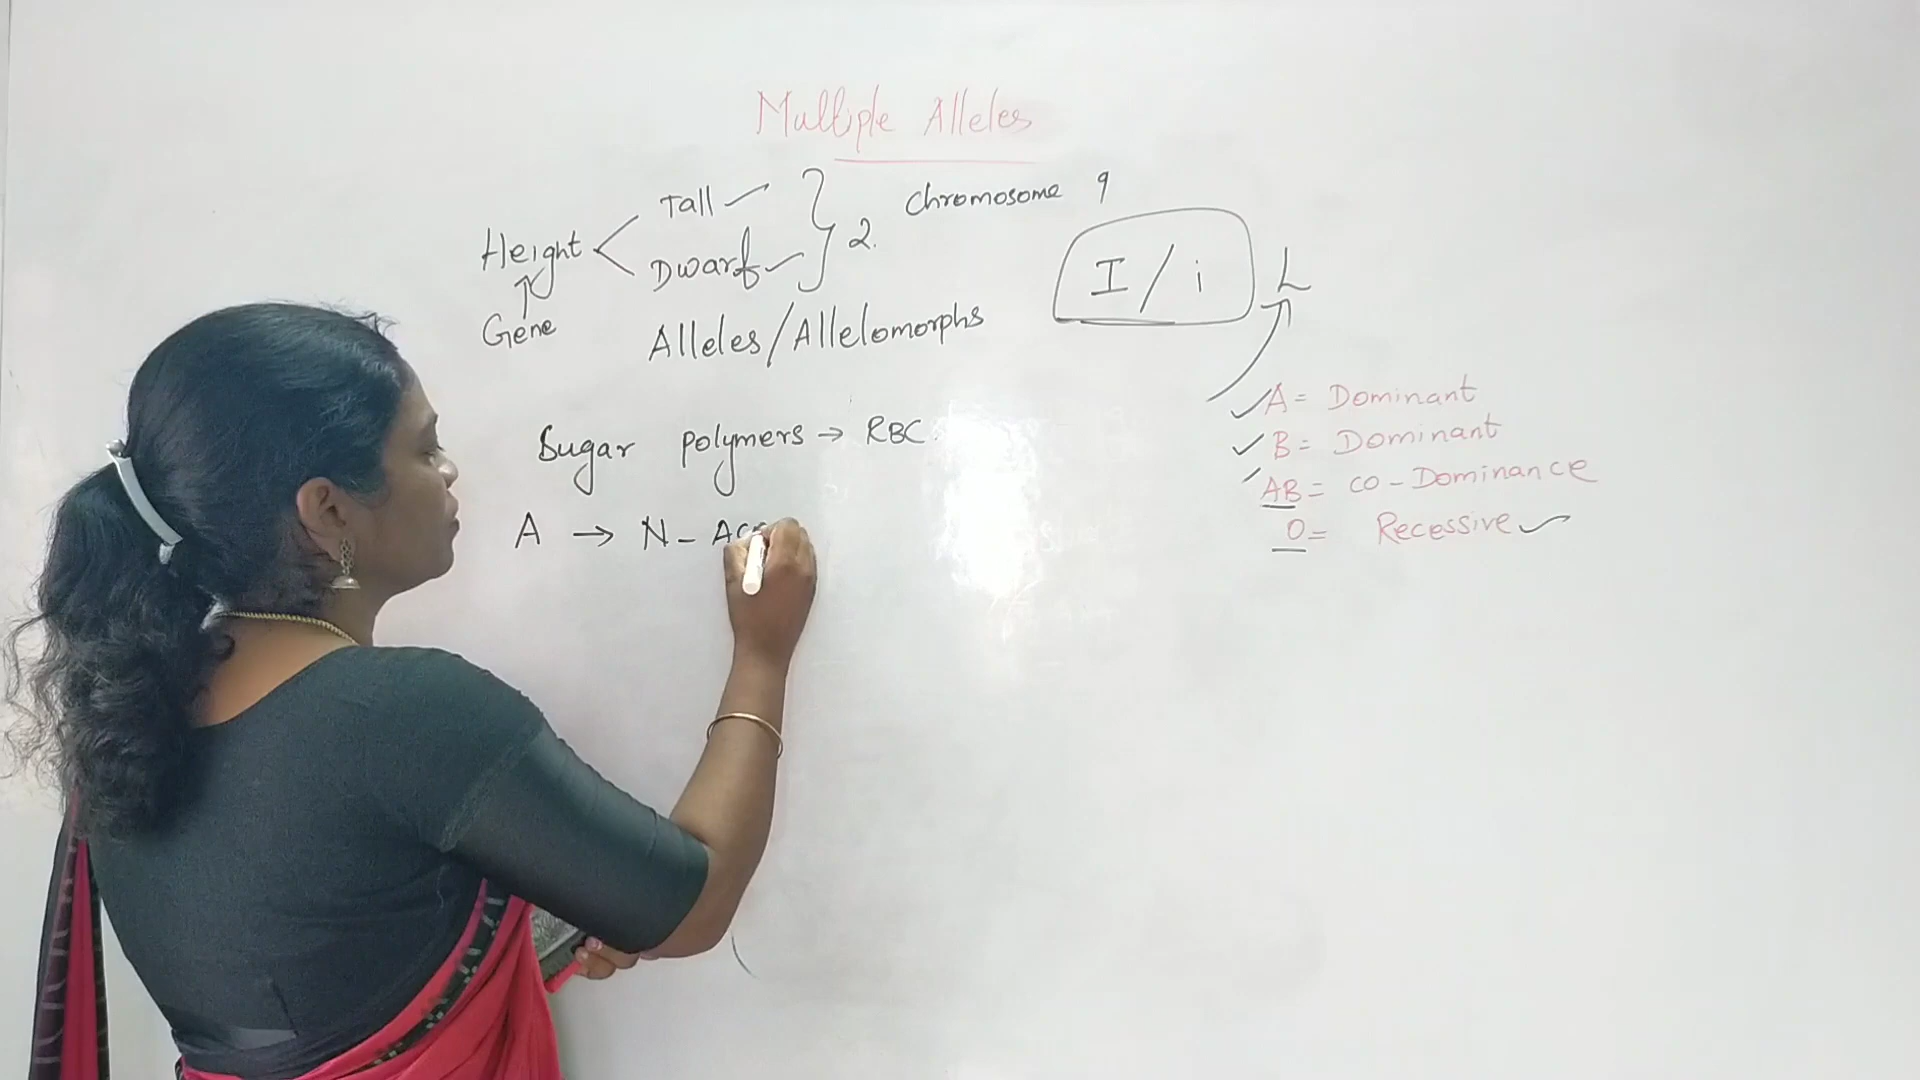 Multiple Alleles
Tall
Height
Dwarf
2.
Gene
Alleles/Allelomorphs
Chromosome 9
I/i L
Sugar polymers → RBC
A → N - Ace
A = Dominant
B = Dominant
AB = co-Dominance
O = Recessive